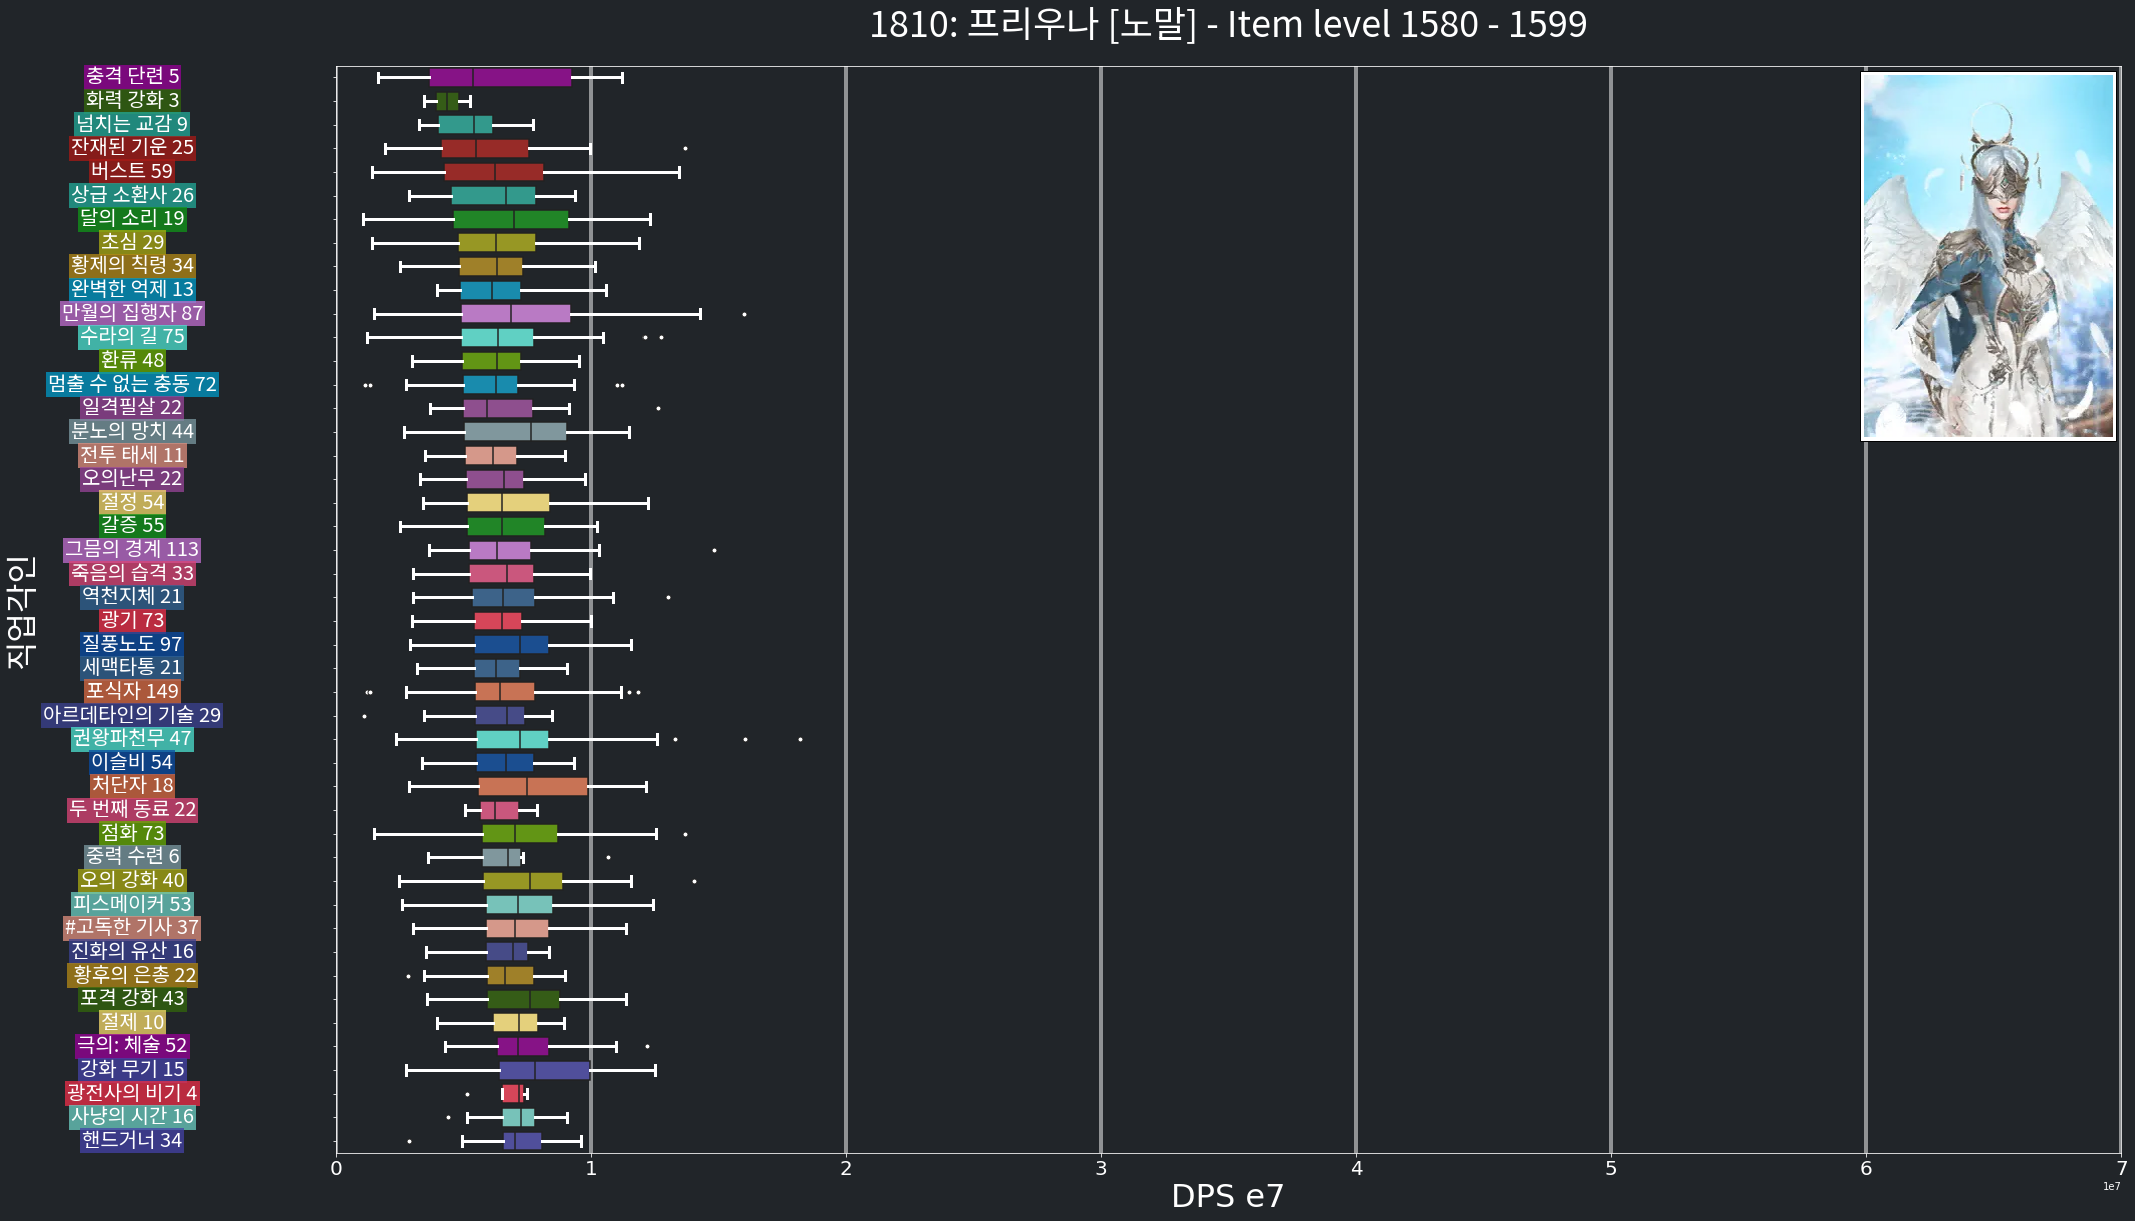 1810: 프리우나 [노말] - Item level 1580 - 1599
직업각인
충격 단련 5
화력 강화 3
넘치는 교감 9
잔재된 기운 25
버스트 59
상급 소환사 26
달의 소리 19
초심 29
황제의 칙령 34
완벽한 억제 13
만월의 집행자 87
수라의 길 75
환류 48
멈출 수 없는 충동 72
일격필살 22
분노의 망치 44
전투 태세 11
오의난무 22
절정 54
갈증 55
그믐의 경계 113
죽음의 습격 33
역천지체 21
광기 73
질풍노도 97
세맥타통 21
포식자 149
아르데타인의 기술 29
권왕파천무 47
이슬비 54
처단자 18
두 번째 동료 22
점화 73
중력 수련 6
오의 강화 40
피스메이커 53
#고독한 기사 37
진화의 유산 16
황후의 은총 22
포격 강화 43
절제 10
극의: 체술 52
강화 무기 15
광전사의 비기 4
사냥의 시간 16
핸드거너 34
0 1 2 3 4 5 6 7
1e7
DPS e7